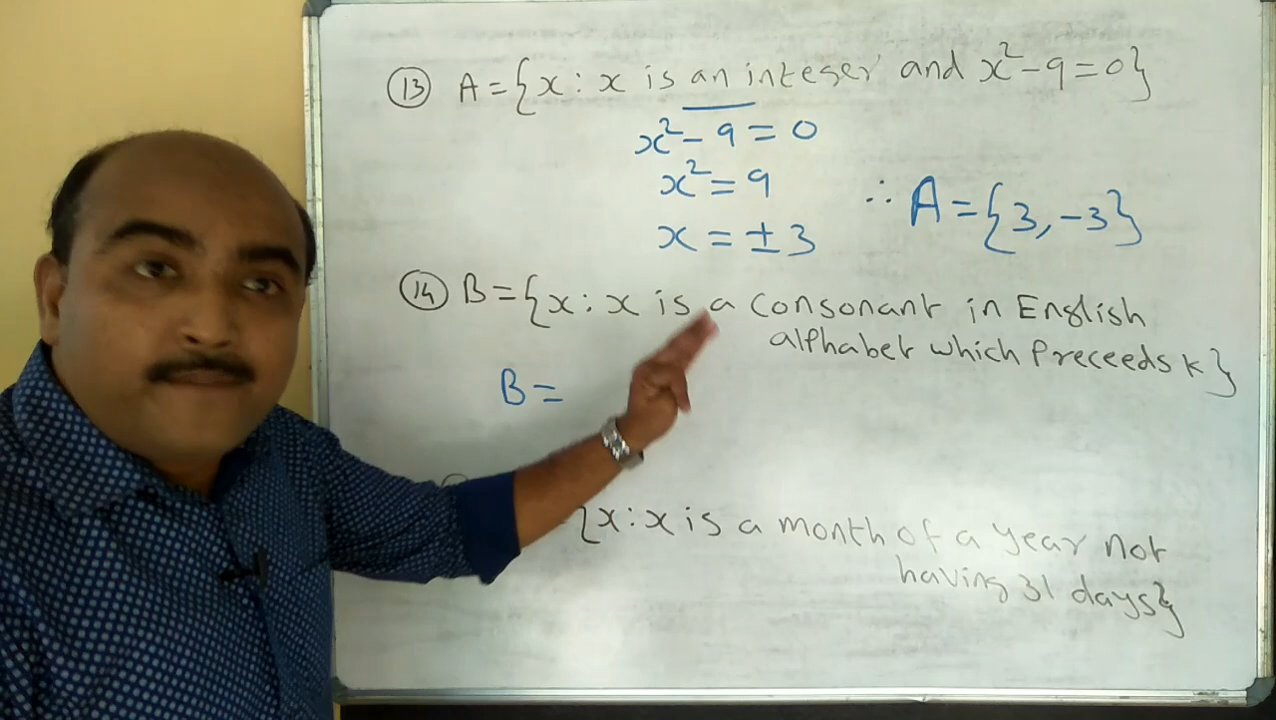 13 A = {x : x is an integer and x² - 9 = 0}
x² - 9 = 0
x² = 9
x = ± 3
∴ A = {3, -3}
14 B = {x : x is a consonant in English
alphabet which Preceeds k}
B =
{x : x is a month of a year not
having 31 days}